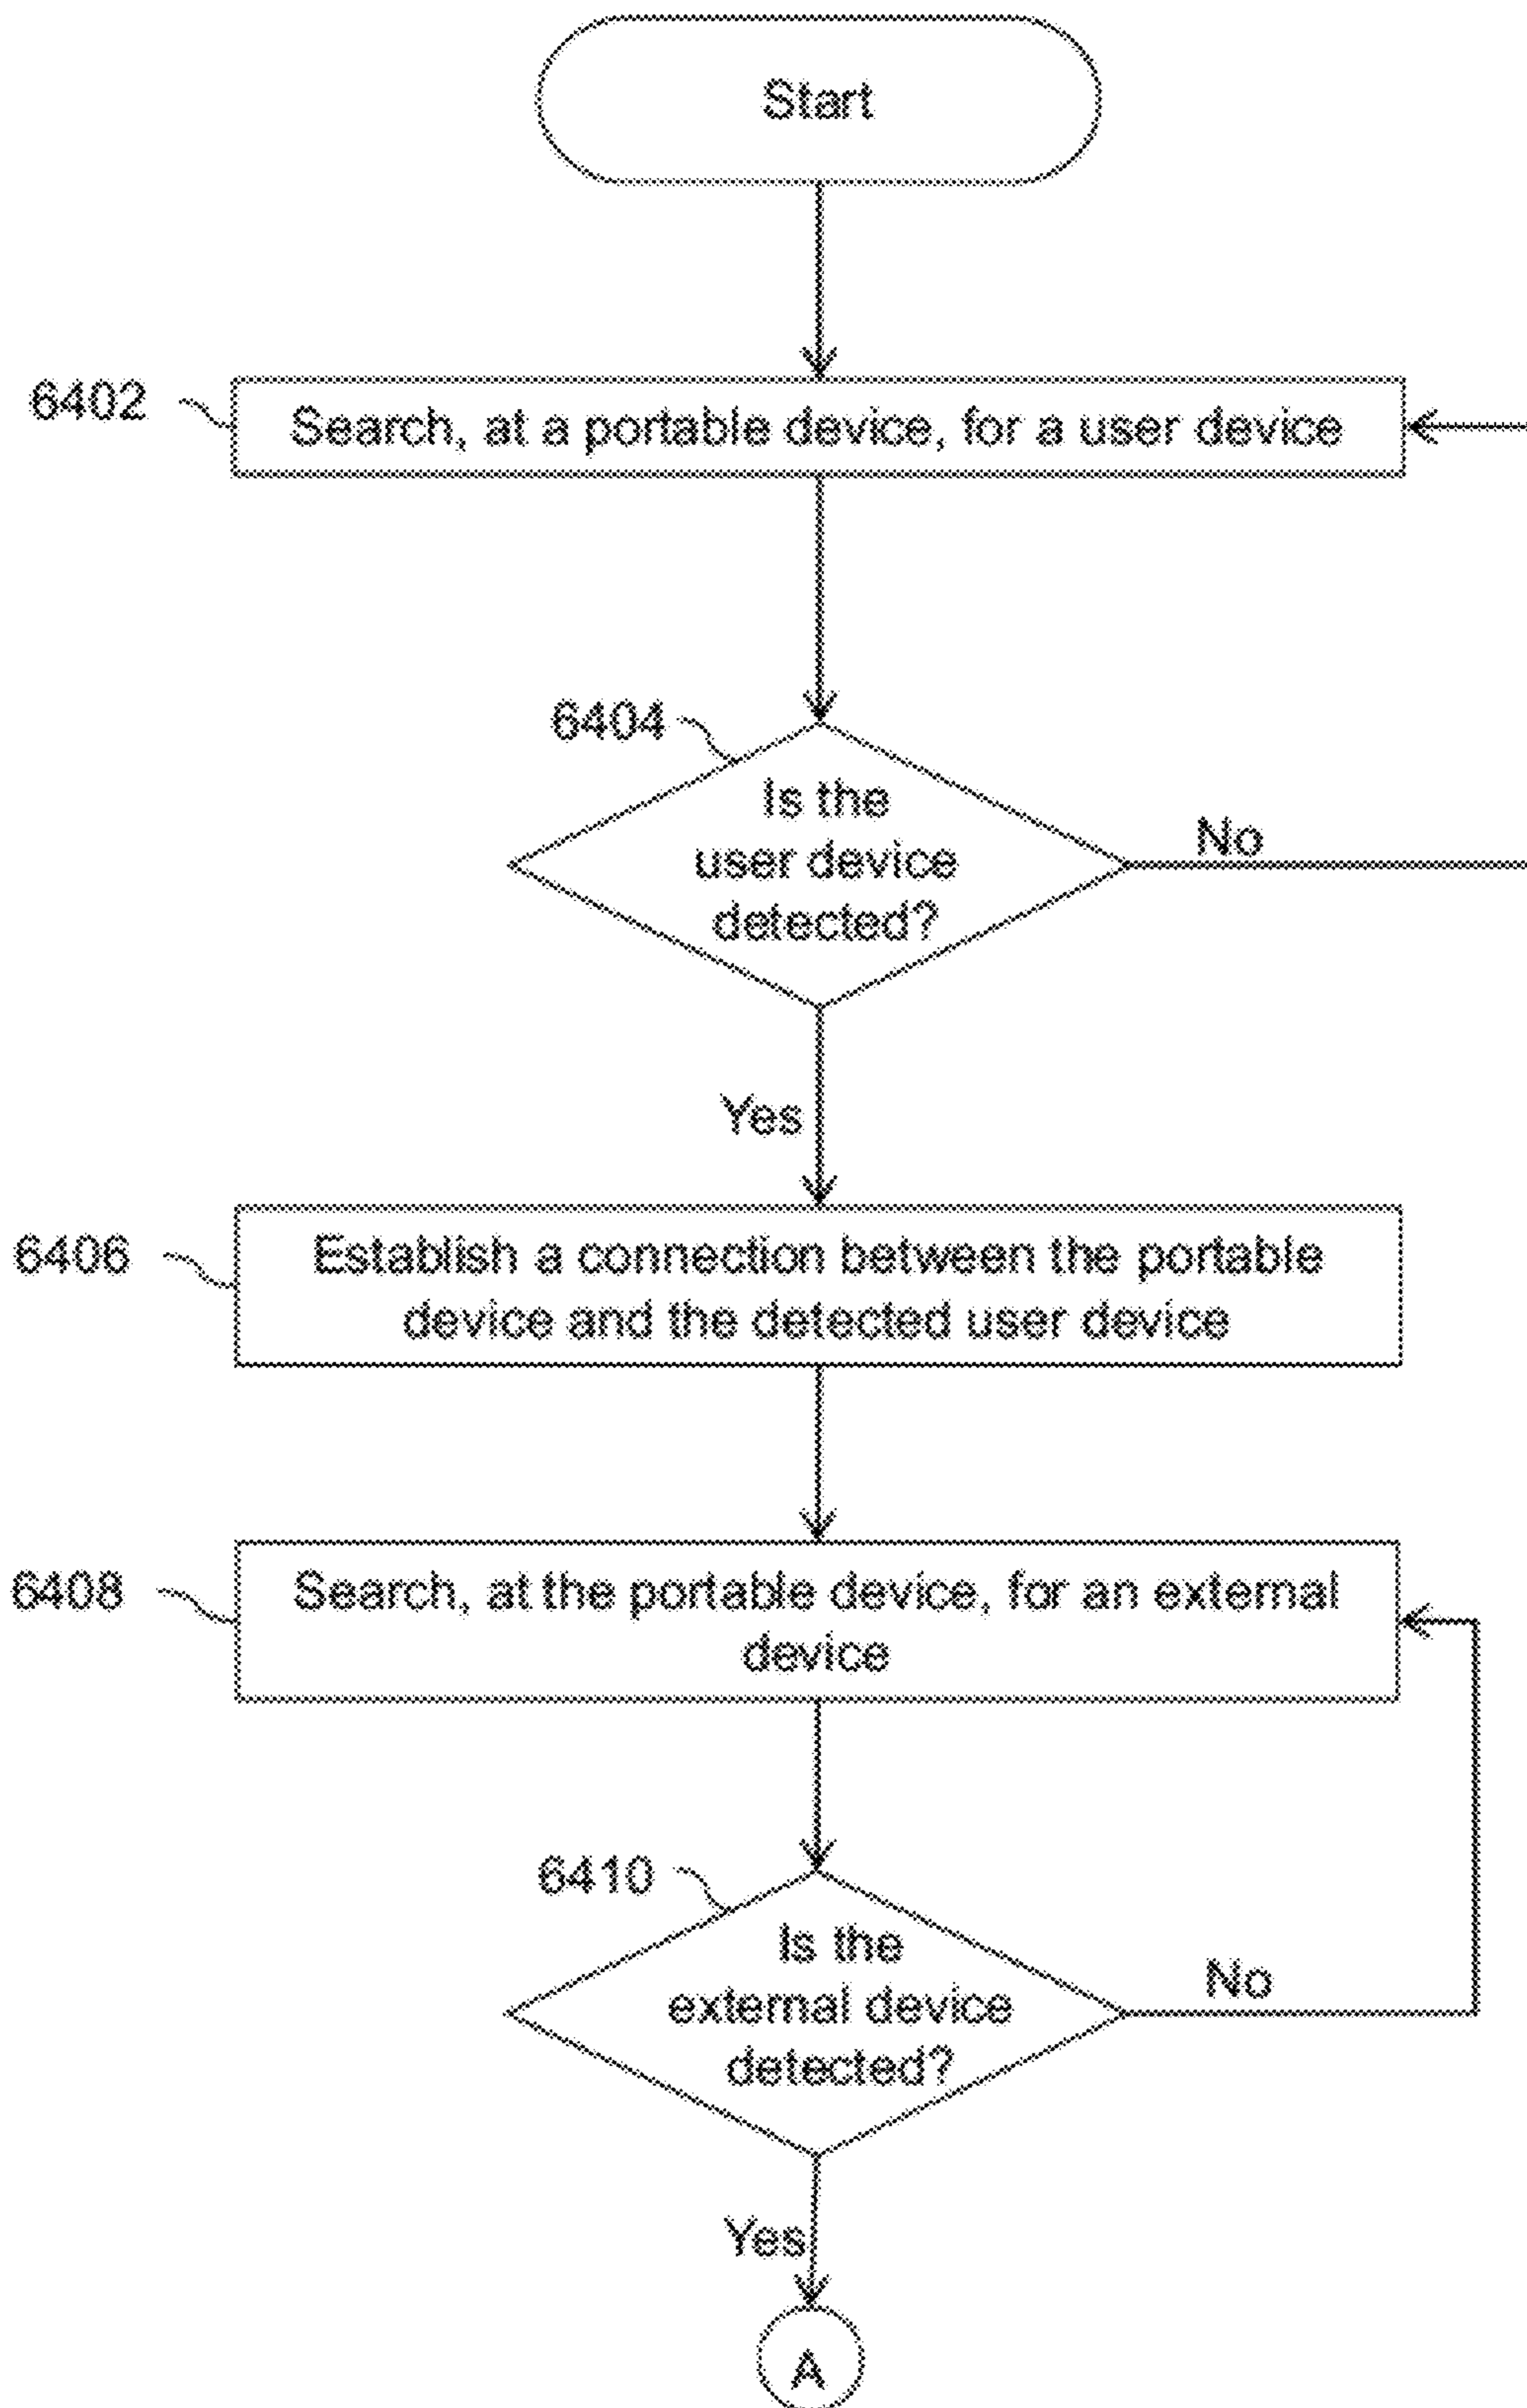 Start
6402
Search, at a portable device, for a user device
6404
Is the
user device
detected?
No
Yes
6406
Establish a connection between the portable
device and the detected user device
6408
Search, at the portable device, for an external
device
6410
Is the
external device
detected?
No
Yes
A